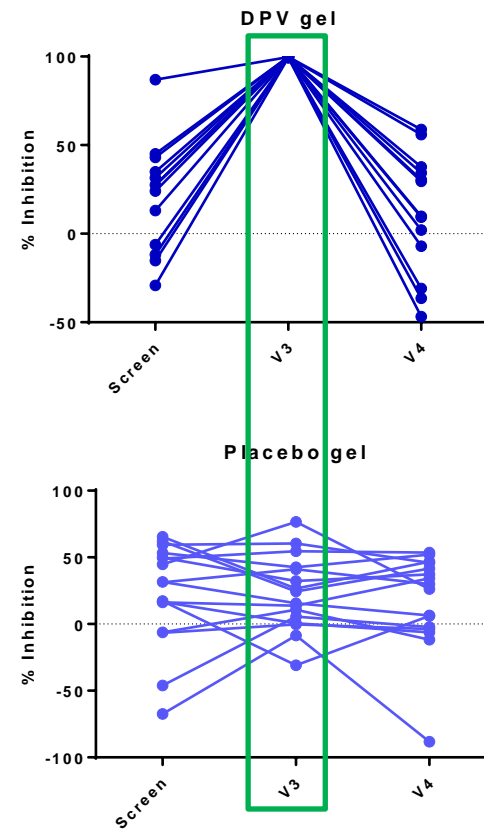 DPV gel
% Inhibition
100
50
0
-50
Screen
V3
V4
Placebo gel
% Inhibition
100
50
0
-50
-100
Screen
V3
V4